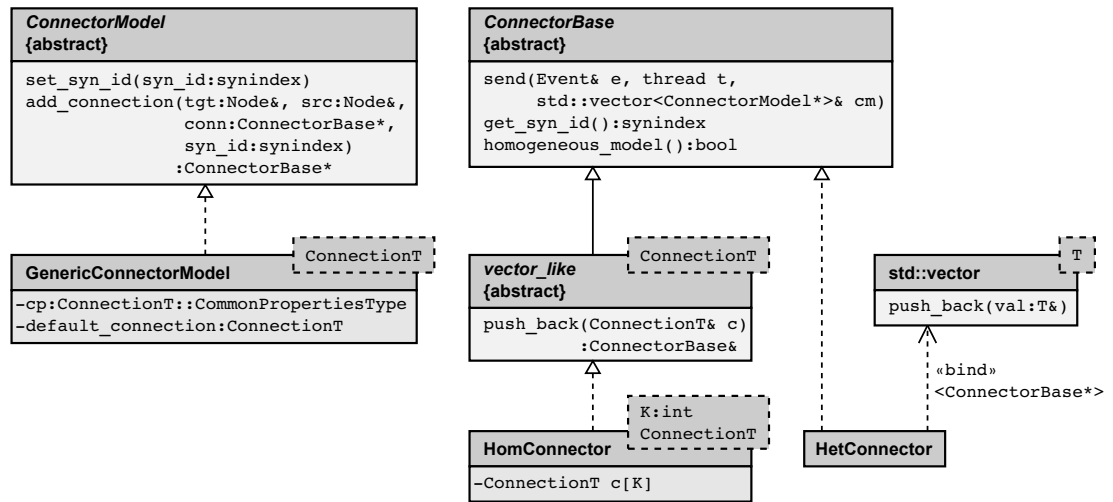 ConnectorModel
{abstract}
set_syn_id(syn_id:synindex)
add_connection(tgt:Node&, src:Node&,
conn:ConnectorBase*,
syn_id:synindex)
:ConnectorBase*
ConnectorBase
{abstract}
send(Event& e, thread t,
std::vector<ConnectorModel*>& cm)
get_syn_id():synindex
homogeneous_model():bool
ConnectionT
GenericConnectorModel
-cp:ConnectionT::CommonPropertiesType
-default_connection:ConnectionT
ConnectionT
vector_like
{abstract}
push_back(ConnectionT& c)
:ConnectorBase&
T
std::vector
push_back(val:T&)
«bind»
<ConnectorBase*>
K:int
ConnectionT
HomConnector
-ConnectionT c[K]
HetConnector